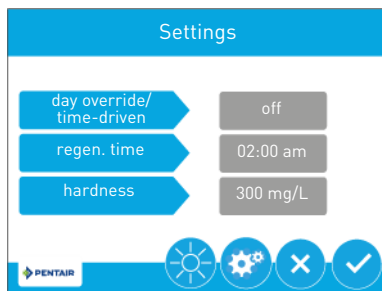 Settings
day override/
time-driven
off
regen. time
02:00 am
hardness
300 mg/L
PENTAIR